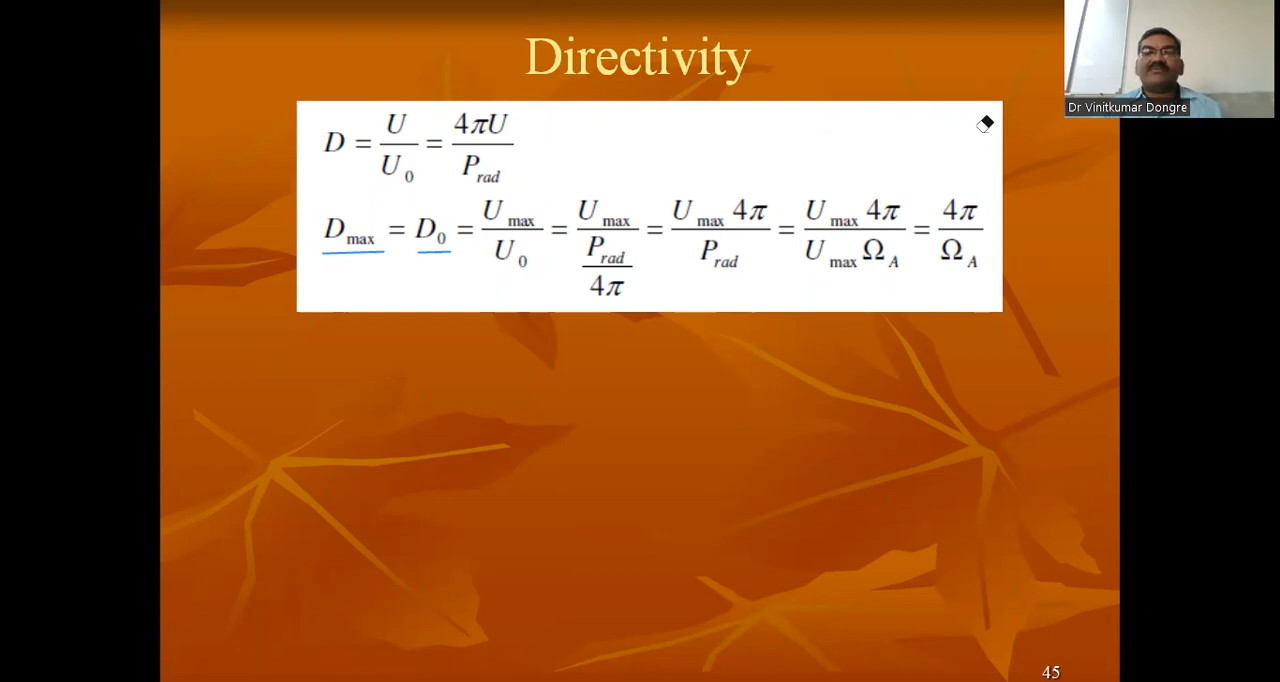 Directivity
Dr Vinitkumar Dongre
D = U / U_0 = 4πU / P_rad
D_max = D_0 = U_max / U_0 = U_max / (P_rad / 4π) = U_max 4π / P_rad = U_max 4π / U_max Ω_A = 4π / Ω_A
45